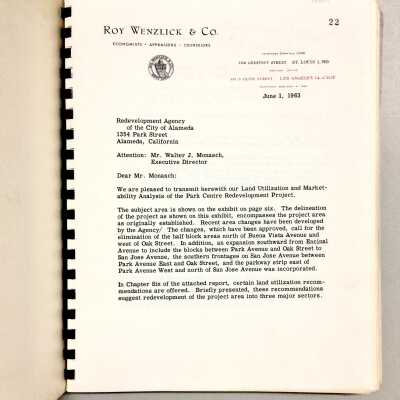 22
ROY WENZLICK & CO.
ECONOMISTS • APPRAISERS • COUNSELORS
706 CHESTNUT STREET ST. LOUIS 1, MO.
LOS ANGELES
June 1, 1963
Redevelopment Agency
of the City of Alameda
1354 Park Street
Alameda, California
Attention: Mr. Walter J. Monasch,
Executive Director
Dear Mr. Monasch:
We are pleased to transmit herewith our Land Utilization and Market-
ability Analysis of the Park Centre Redevelopment Project.
The subject area is shown on the exhibit on page six. The delineation
of the project as shown on this exhibit, encompasses the project area
as originally established. Recent area changes have been developed
by the Agency/ The changes, which have been approved, call for the
elimination of the half block areas north of Buena Vista Avenue and
west of Oak Street. In addition, an expansion southward from Encinal
Avenue to include the blocks between Park Avenue and Oak Street to
San Jose Avenue, the southern frontages on San Jose Avenue between
Park Avenue East and Oak Street, and the parkway strip east of
Park Avenue West and north of San Jose Avenue was incorporated.
In Chapter Six of the attached report, certain land utilization recom-
mendations are offered. Briefly presented, these recommendations
suggest redevelopment of the project area into three major sectors.